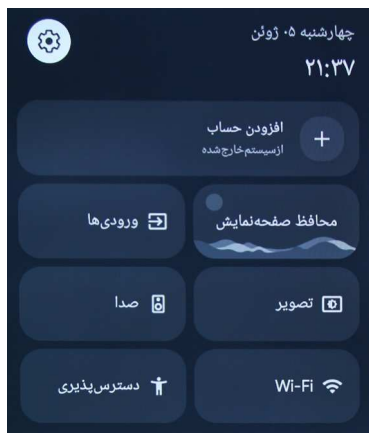 چهارشنبه ۰۵ ژوئن
۲۱:۳۷
افزودن حساب
ازسیستم‌خارج‌شده
محافظ صفحه‌نمایش
ورودی‌ها
تصویر
صدا
Wi-Fi
دسترس‌پذیری